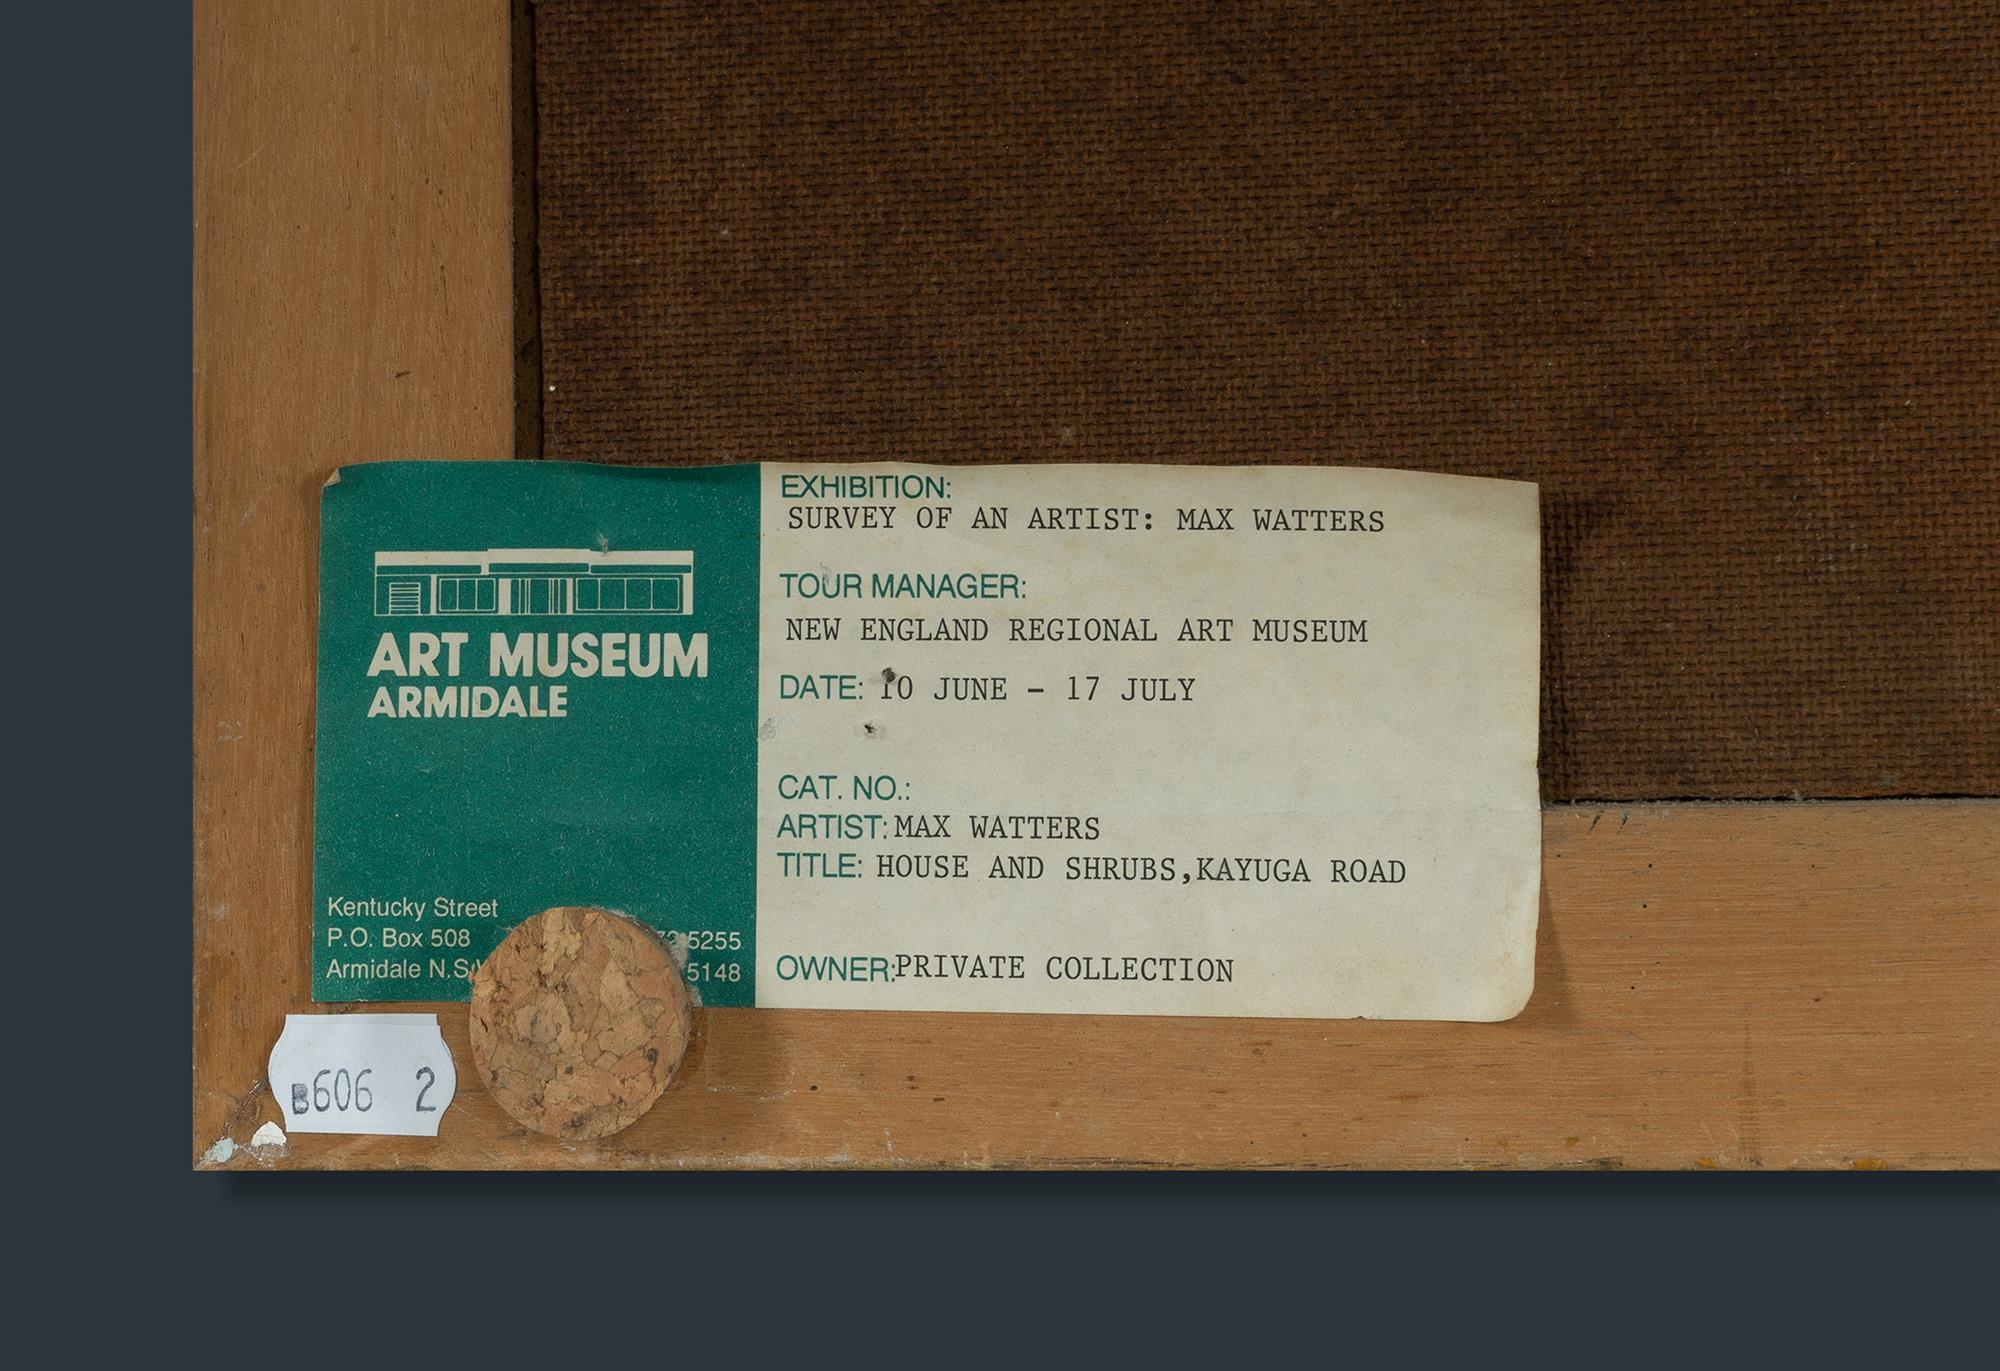 ART MUSEUM
ARMIDALE
Kentucky Street
P.O. Box 508
5255
Armidale
5148
EXHIBITION:
SURVEY OF AN ARTIST: MAX WATTERS
TOUR MANAGER:
NEW ENGLAND REGIONAL ART MUSEUM
DATE: 10 JUNE - 17 JULY
CAT. NO.:
ARTIST: MAX WATTERS
TITLE: HOUSE AND SHRUBS,KAYUGA ROAD
OWNER:PRIVATE COLLECTION
B606 2